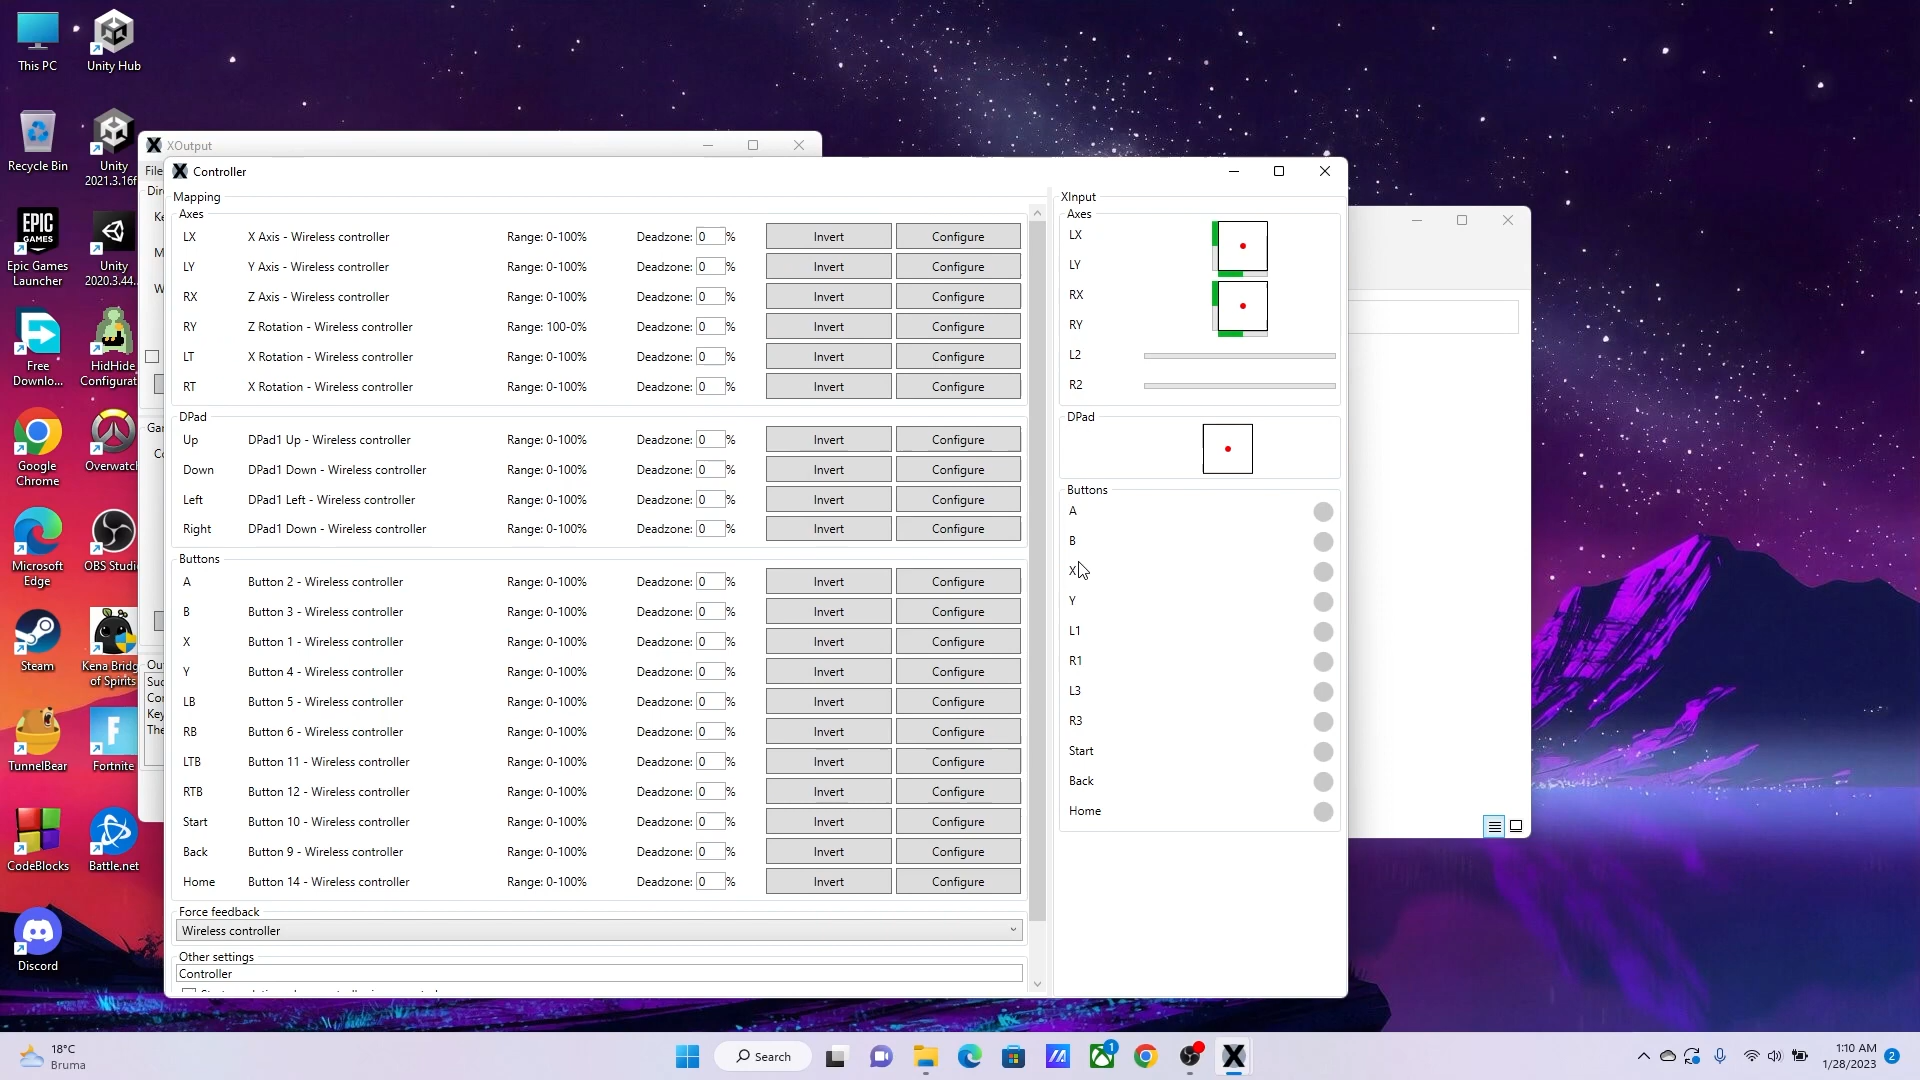 This PC
Unity Hub
Recycle Bin
Unity
2021.3.16f
EPIC
GAMES
Epic Games
Launcher
Unity
2020.3.44...
Free
Downlo...
HidHide
Configurat
Google
Chrome
Overwatch
Microsoft
Edge
OBS Studi
Steam
Kena Bridg
of Spirits
TunnelBear
Fortnite
CodeBlocks
Battle.net
Discord
XOutput
File
Dir
Ke
M
W
Ga
Co
Ou
Suc
Con
Key
The
Controller
Mapping
Axes
LX X Axis - Wireless controller Range: 0-100% Deadzone: 0 % Invert Configure
LY Y Axis - Wireless controller Range: 0-100% Deadzone: 0 % Invert Configure
RX Z Axis - Wireless controller Range: 0-100% Deadzone: 0 % Invert Configure
RY Z Rotation - Wireless controller Range: 100-0% Deadzone: 0 % Invert Configure
LT X Rotation - Wireless controller Range: 0-100% Deadzone: 0 % Invert Configure
RT X Rotation - Wireless controller Range: 0-100% Deadzone: 0 % Invert Configure
DPad
Up DPad1 Up - Wireless controller Range: 0-100% Deadzone: 0 % Invert Configure
Down DPad1 Down - Wireless controller Range: 0-100% Deadzone: 0 % Invert Configure
Left DPad1 Left - Wireless controller Range: 0-100% Deadzone: 0 % Invert Configure
Right DPad1 Down - Wireless controller Range: 0-100% Deadzone: 0 % Invert Configure
Buttons
A Button 2 - Wireless controller Range: 0-100% Deadzone: 0 % Invert Configure
B Button 3 - Wireless controller Range: 0-100% Deadzone: 0 % Invert Configure
X Button 1 - Wireless controller Range: 0-100% Deadzone: 0 % Invert Configure
Y Button 4 - Wireless controller Range: 0-100% Deadzone: 0 % Invert Configure
LB Button 5 - Wireless controller Range: 0-100% Deadzone: 0 % Invert Configure
RB Button 6 - Wireless controller Range: 0-100% Deadzone: 0 % Invert Configure
LTB Button 11 - Wireless controller Range: 0-100% Deadzone: 0 % Invert Configure
RTB Button 12 - Wireless controller Range: 0-100% Deadzone: 0 % Invert Configure
Start Button 10 - Wireless controller Range: 0-100% Deadzone: 0 % Invert Configure
Back Button 9 - Wireless controller Range: 0-100% Deadzone: 0 % Invert Configure
Home Button 14 - Wireless controller Range: 0-100% Deadzone: 0 % Invert Configure
Force feedback
Wireless controller
Other settings
Controller
XInput
Axes
LX
LY
RX
RY
L2
R2
DPad
Buttons
A
B
X
Y
L1
R1
L3
R3
Start
Back
Home
18°C
Bruma
Search
1
1:10 AM
1/28/2023
2